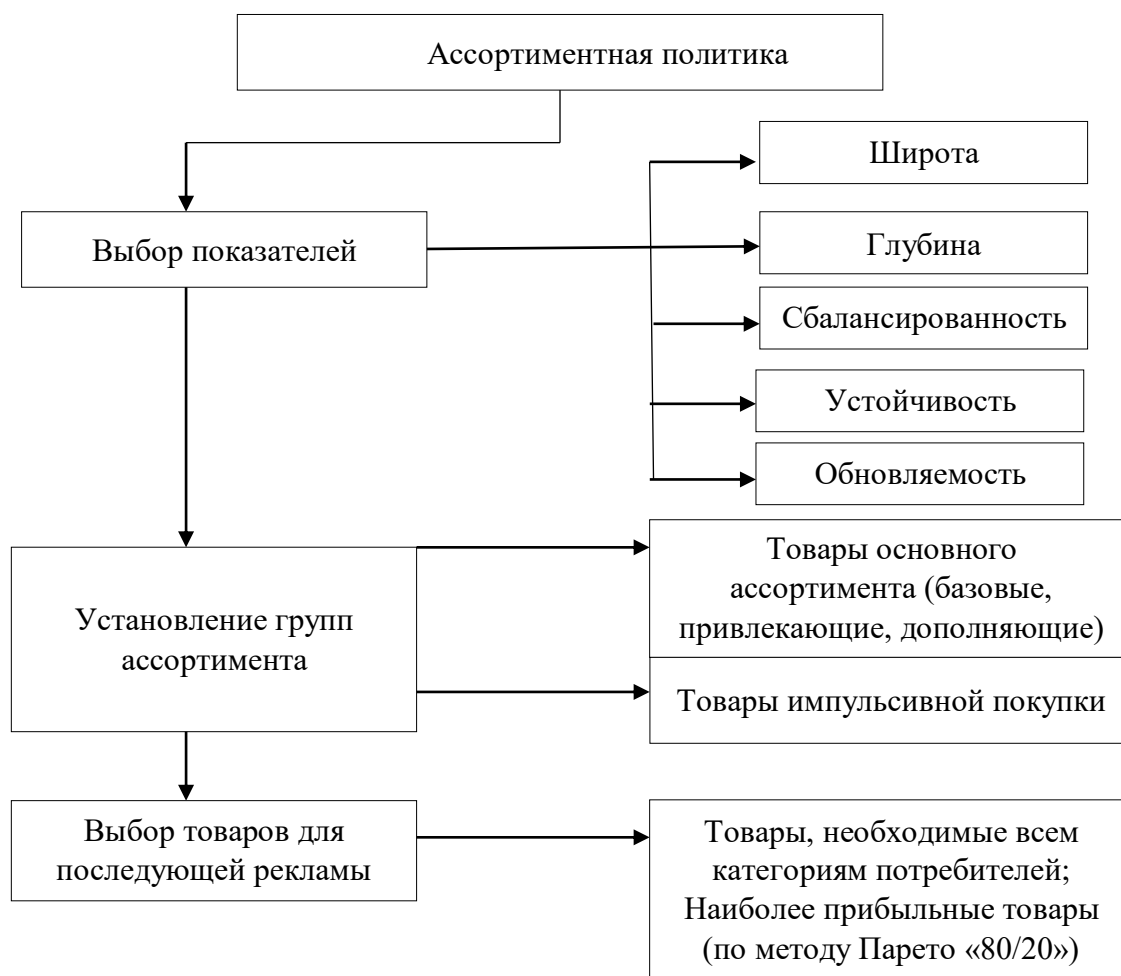 Ассортиментная политика
Широта
Выбор показателей
Глубина
Сбалансированность
Устойчивость
Обновляемость
Установление групп
ассортимента
Товары основного
ассортимента (базовые,
привлекающие, дополняющие)
Товары импульсивной покупки
Выбор товаров для
последующей рекламы
Товары, необходимые всем
категориям потребителей;
Наиболее прибыльные товары
(по методу Парето «80/20»)